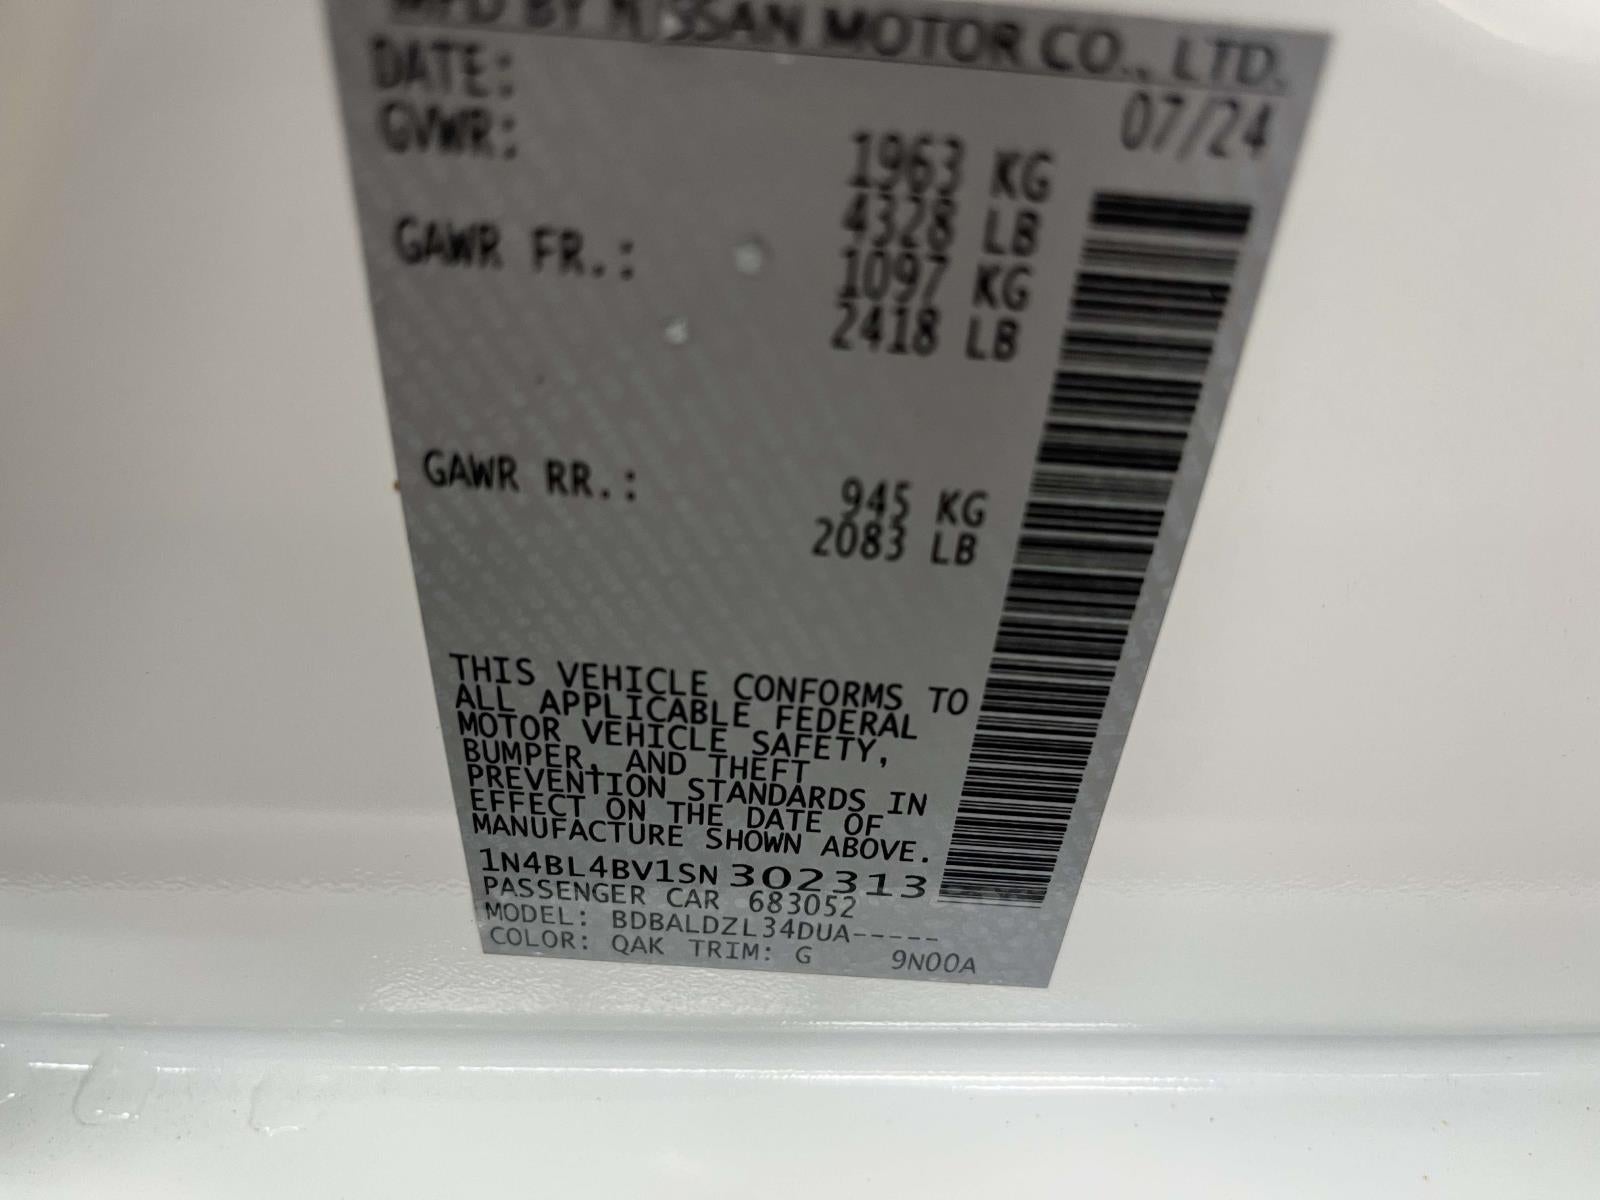 MFD BY NISSAN MOTOR CO., LTD.
DATE: 07/24
GVWR: 1963 KG
4328 LB
GAWR FR.: 1097 KG
2418 LB
GAWR RR.: 945 KG
2083 LB
THIS VEHICLE CONFORMS TO
ALL APPLICABLE FEDERAL
MOTOR VEHICLE SAFETY,
BUMPER, AND THEFT
PREVENTION STANDARDS IN
EFFECT ON THE DATE OF
MANUFACTURE SHOWN ABOVE.
1N4BL4BV1SN302313
PASSENGER CAR 683052
MODEL: BDBALDZL34DUA-----
COLOR: QAK TRIM: G 9N00A